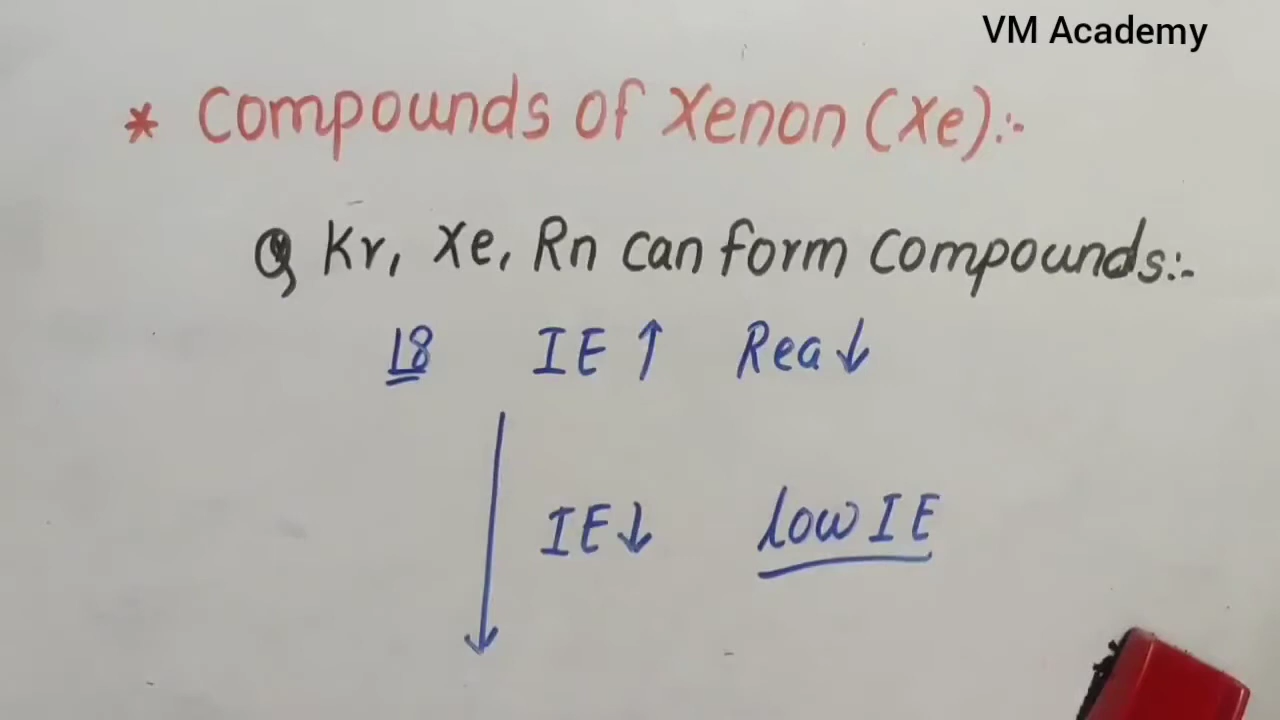 VM Academy
* Compounds of Xenon (Xe):-
Q Kr, Xe, Rn can form compounds:-
18 IE ↑ Rea ↓
IE ↓ low IE